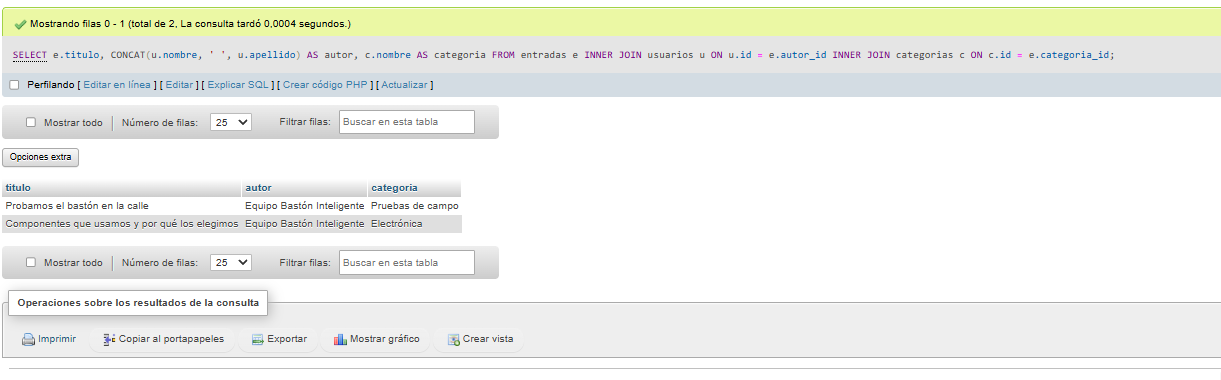 Mostrando filas 0 - 1 (total de 2, La consulta tardó 0,0004 segundos.)
SELECT e.titulo, CONCAT(u.nombre, ' ', u.apellido) AS autor, c.nombre AS categoria FROM entradas e INNER JOIN usuarios u ON u.id = e.autor_id INNER JOIN categorias c ON c.id = e.categoria_id;
Perfilando [ Editar en línea ] [ Editar ] [ Explicar SQL ] [ Crear código PHP ] [ Actualizar ]
Mostrar todo | Número de filas: 25 Filtrar filas: Buscar en esta tabla
Opciones extra
titulo autor categoria
Probamos el bastón en la calle Equipo Bastón Inteligente Pruebas de campo
Componentes que usamos y por qué los elegimos Equipo Bastón Inteligente Electrónica
Mostrar todo | Número de filas: 25 Filtrar filas: Buscar en esta tabla
Operaciones sobre los resultados de la consulta
Imprimir Copiar al portapapeles Exportar Mostrar gráfico Crear vista